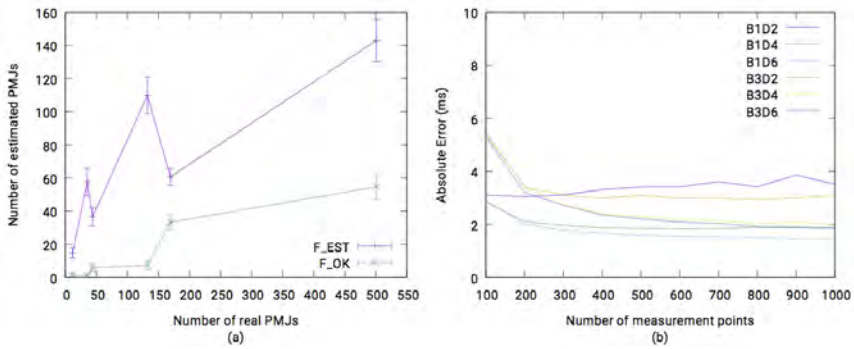 160
140
120
100
80
60
40
20
0
Number of estimated PMJs
F_EST
F_OK
0 50 100 150 200 250 300 350 400 450 500 550
Number of real PMJs
(a)
10
8
6
4
2
0
Absolute Error (ms)
B1D2
B1D4
B1D6
B3D2
B3D4
B3D6
100 200 300 400 500 600 700 800 900 1000
Number of measurement points
(b)